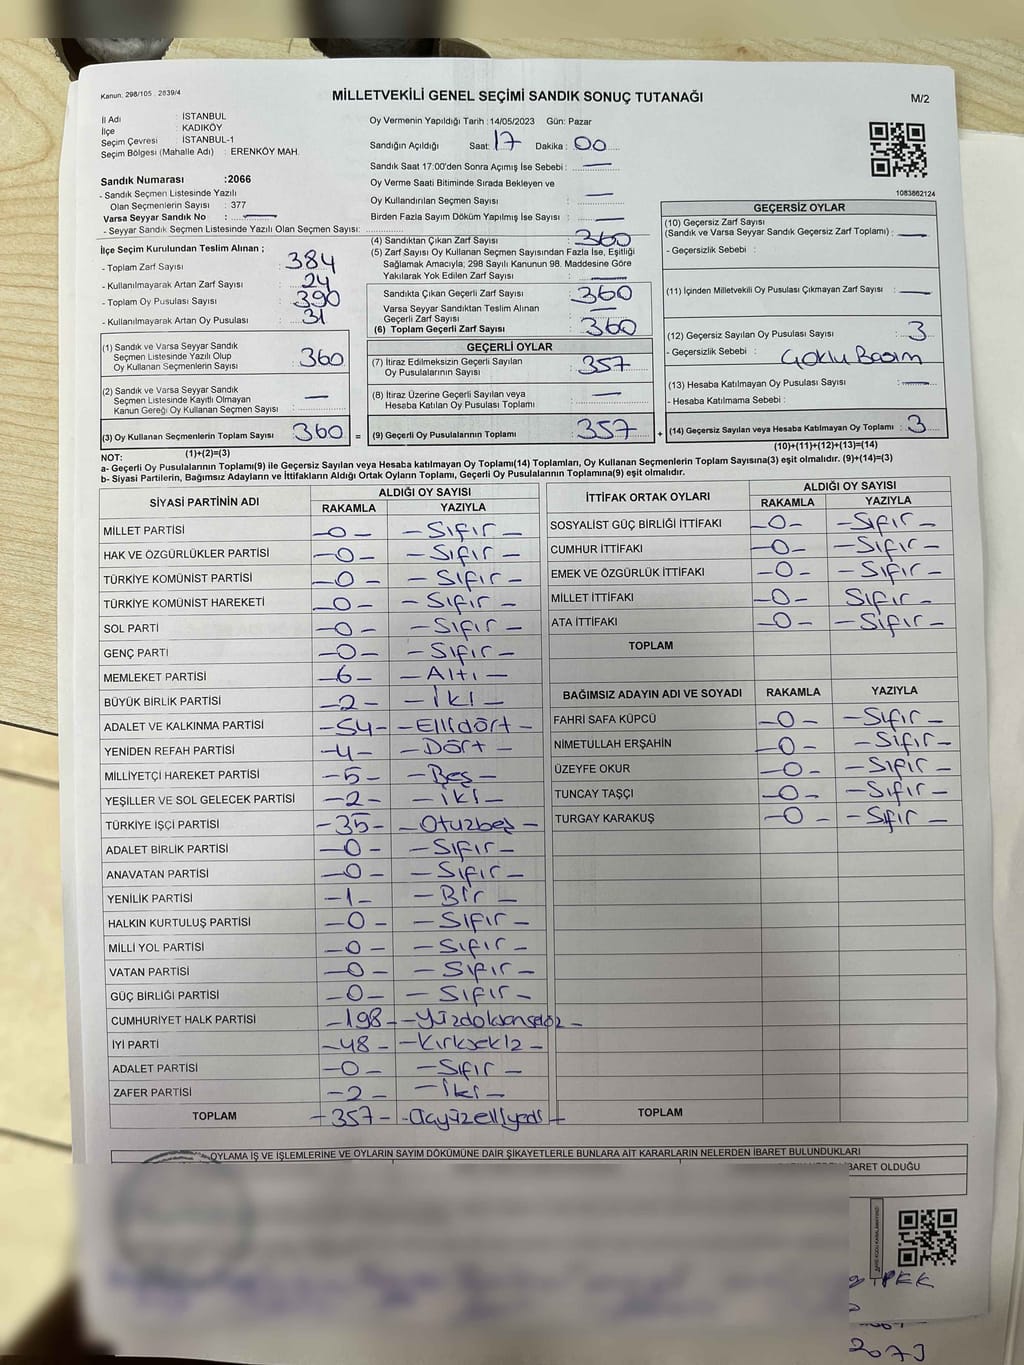 Kanun: 298/105 . 2839/4
MİLLETVEKİLİ GENEL SEÇİMİ SANDIK SONUÇ TUTANAĞI
M/2
İl Adı : İSTANBUL
İlçe : KADIKÖY
Seçim Çevresi : İSTANBUL-1
Seçim Bölgesi (Mahalle Adı) : ERENKÖY MAH.
Sandık Numarası :2066
- Sandık Seçmen Listesinde Yazılı
Olan Seçmenlerin Sayısı : 377
Varsa Seyyar Sandık No : —
- Seyyar Sandık Seçmen Listesinde Yazılı Olan Seçmen Sayısı:
Oy Vermenin Yapıldığı Tarih : 14/05/2023 Gün: Pazar
Sandığın Açıldığı Saat: 17 Dakika : 00
Sandık Saat 17:00'den Sonra Açımış İse Sebebi : —
Oy Verme Saati Bitiminde Sırada Bekleyen ve
Oy Kullandırılan Seçmen Sayısı : —
Birden Fazla Sayım Döküm Yapılmış İse Sayısı : —
1083862124
İlçe Seçim Kurulundan Teslim Alınan ;
- Toplam Zarf Sayısı : 384
- Kullanılmayarak Artan Zarf Sayısı : 24
- Toplam Oy Pusulası Sayısı : 390
- Kullanılmayarak Artan Oy Pusulası : 31
(4) Sandıktan Çıkan Zarf Sayısı : 360
(5) Zarf Sayısı Oy Kullanan Seçmen Sayısından Fazla İse, Eşitliği
Sağlamak Amacıyla; 298 Sayılı Kanunun 98. Maddesine Göre
Yakılarak Yok Edilen Zarf Sayısı : —
Sandıkta Çıkan Geçerli Zarf Sayısı : 360
Varsa Seyyar Sandıktan Teslim Alınan
Geçerli Zarf Sayısı : —
(6) Toplam Geçerli Zarf Sayısı : 360
GEÇERSİZ OYLAR
(10) Geçersiz Zarf Sayısı
(Sandık ve Varsa Seyyar Sandık Geçersiz Zarf Toplamı) : —
- Geçersizlik Sebebi :
(11) İçinden Milletvekili Oy Pusulası Çıkmayan Zarf Sayısı : —
(12) Geçersiz Sayılan Oy Pusulası Sayısı : 3
- Geçersizlik Sebebi : Çoklu Basım
(13) Hesaba Katılmayan Oy Pusulası Sayısı : —
- Hesaba Katılmama Sebebi :
(14) Geçersiz Sayılan veya Hesaba Katılmayan Oy Toplamı : 3
(10)+(11)+(12)+(13)=(14)
(1) Sandık ve Varsa Seyyar Sandık
Seçmen Listesinde Yazılı Olup
Oy Kullanan Seçmenlerin Sayısı : 360
(2) Sandık ve Varsa Seyyar Sandık
Seçmen Listesinde Kayıtlı Olmayan
Kanun Gereği Oy Kullanan Seçmen Sayısı : —
(3) Oy Kullanan Seçmenlerin Toplam Sayısı 360 =
(1)+(2)=(3)
GEÇERLİ OYLAR
(7) İtiraz Edilmeksizin Geçerli Sayılan
Oy Pusulalarının Sayısı : 357
(8) İtiraz Üzerine Geçerli Sayılan veya
Hesaba Katılan Oy Pusulası Toplamı : —
(9) Geçerli Oy Pusulalarının Toplamı : 357 +
NOT:
a- Geçerli Oy Pusulalarının Toplamı(9) ile Geçersiz Sayılan veya Hesaba katılmayan Oy Toplamı(14) Toplamları, Oy Kullanan Seçmenlerin Toplam Sayısına(3) eşit olmalıdır. (9)+(14)=(3)
b- Siyasi Partilerin, Bağımsız Adayların ve İttifakların Aldığı Ortak Oyların Toplamı, Geçerli Oy Pusulalarının Toplamına(9) eşit olmalıdır.
SİYASİ PARTİNİN ADI ALDIĞI OY SAYISI
RAKAMLA YAZIYLA
MİLLET PARTİSİ —0— —Sıfır—
HAK VE ÖZGÜRLÜKLER PARTİSİ —0— —Sıfır—
TÜRKİYE KOMÜNİST PARTİSİ —0— —Sıfır—
TÜRKİYE KOMÜNİST HAREKETİ —0— —Sıfır—
SOL PARTİ —0— —Sıfır—
GENÇ PARTİ —0— —Sıfır—
MEMLEKET PARTİSİ —6— —Altı—
BÜYÜK BİRLİK PARTİSİ —2— —İki—
ADALET VE KALKINMA PARTİSİ —54— —Ellidört—
YENİDEN REFAH PARTİSİ —4— —Dört—
MİLLİYETÇİ HAREKET PARTİSİ —5— —Beş—
YEŞİLLER VE SOL GELECEK PARTİSİ —2— —İki—
TÜRKİYE İŞÇİ PARTİSİ —35— —Otuzbeş—
ADALET BİRLİK PARTİSİ —0— —Sıfır—
ANAVATAN PARTİSİ —0— —Sıfır—
YENİLİK PARTİSİ —1— —Bir—
HALKIN KURTULUŞ PARTİSİ —0— —Sıfır—
MİLLİ YOL PARTİSİ —0— —Sıfır—
VATAN PARTİSİ —0— —Sıfır—
GÜÇ BİRLİĞİ PARTİSİ —0— —Sıfır—
CUMHURİYET HALK PARTİSİ —198— —Yüzdoksansekiz—
İYİ PARTİ —48— —Kırksekiz—
ADALET PARTİSİ —0— —Sıfır—
ZAFER PARTİSİ —2— —İki—
TOPLAM —357— —Üçyüzelliyedi—
İTTİFAK ORTAK OYLARI ALDIĞI OY SAYISI
RAKAMLA YAZIYLA
SOSYALİST GÜÇ BİRLİĞİ İTTİFAKI —0— —Sıfır—
CUMHUR İTTİFAKI —0— —Sıfır—
EMEK VE ÖZGÜRLÜK İTTİFAKI —0— —Sıfır—
MİLLET İTTİFAKI —0— Sıfır—
ATA İTTİFAKI —0— —Sıfır—
TOPLAM
BAĞIMSIZ ADAYIN ADI VE SOYADI RAKAMLA YAZIYLA
FAHRİ SAFA KÜPCÜ —0— —Sıfır—
NİMETULLAH ERŞAHİN —0— —Sıfır—
ÜZEYFE OKUR —0— —Sıfır—
TUNCAY TAŞÇI —0— —Sıfır—
TURGAY KARAKUŞ —0— —Sıfır—
TOPLAM
OYLAMA İŞ VE İŞLEMLERİNE VE OYLARIN SAYIM DÖKÜMÜNE DAİR ŞİKAYETLERLE BUNLARA AİT KARARLARIN NELERDEN İBARET BULUNDUKLARI
BARET OLDUĞU
2073